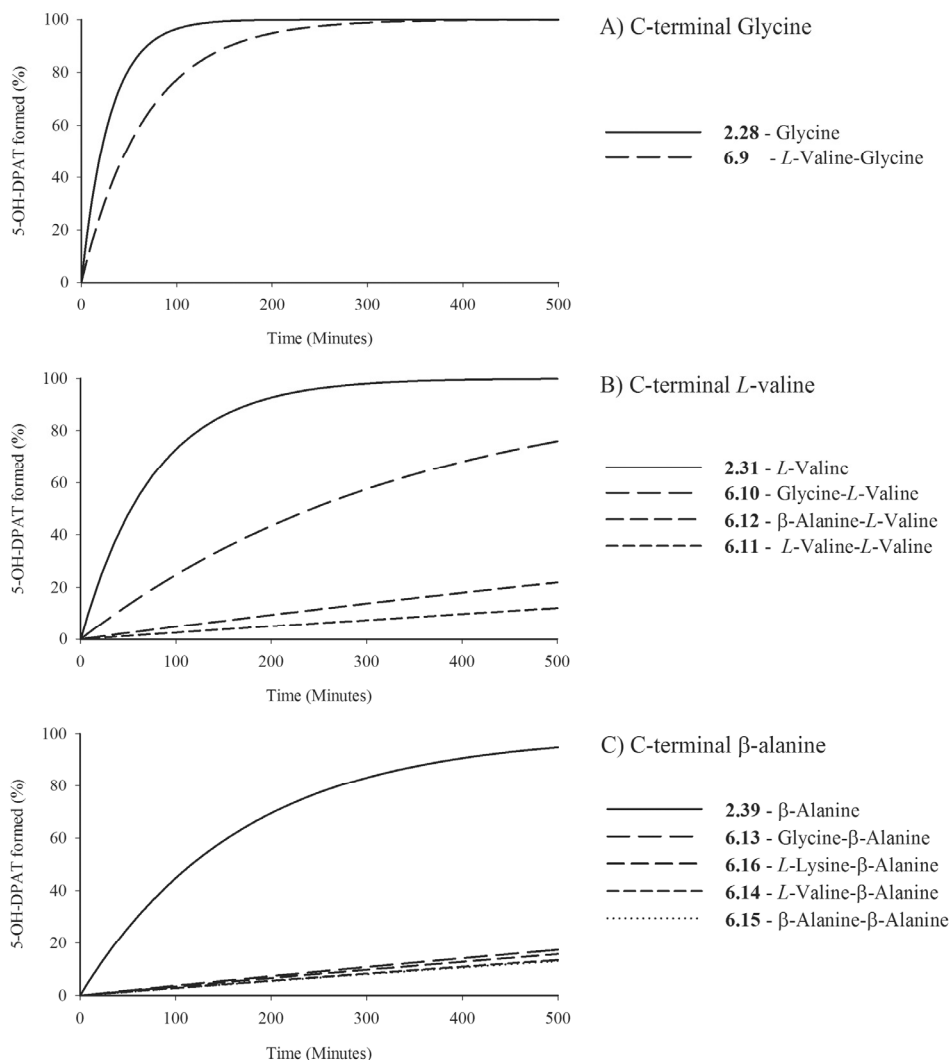 A) C-terminal Glycine
100
80
60
40
20
0
5-OH-DPAT formed (%)
0 100 200 300 400 500
Time (Minutes)
2.28 - Glycine
6.9 - L-Valine-Glycine
B) C-terminal L-valine
100
80
60
40
20
0
5-OH-DPAT formed (%)
0 100 200 300 400 500
Time (Minutes)
2.31 - L-Valine
6.10 - Glycine-L-Valine
6.12 - β-Alanine-L-Valine
6.11 - L-Valine-L-Valine
C) C-terminal β-alanine
100
80
60
40
20
0
5-OH-DPAT formed (%)
0 100 200 300 400 500
Time (Minutes)
2.39 - β-Alanine
6.13 - Glycine-β-Alanine
6.16 - L-Lysine-β-Alanine
6.14 - L-Valine-β-Alanine
6.15 - β-Alanine-β-Alanine